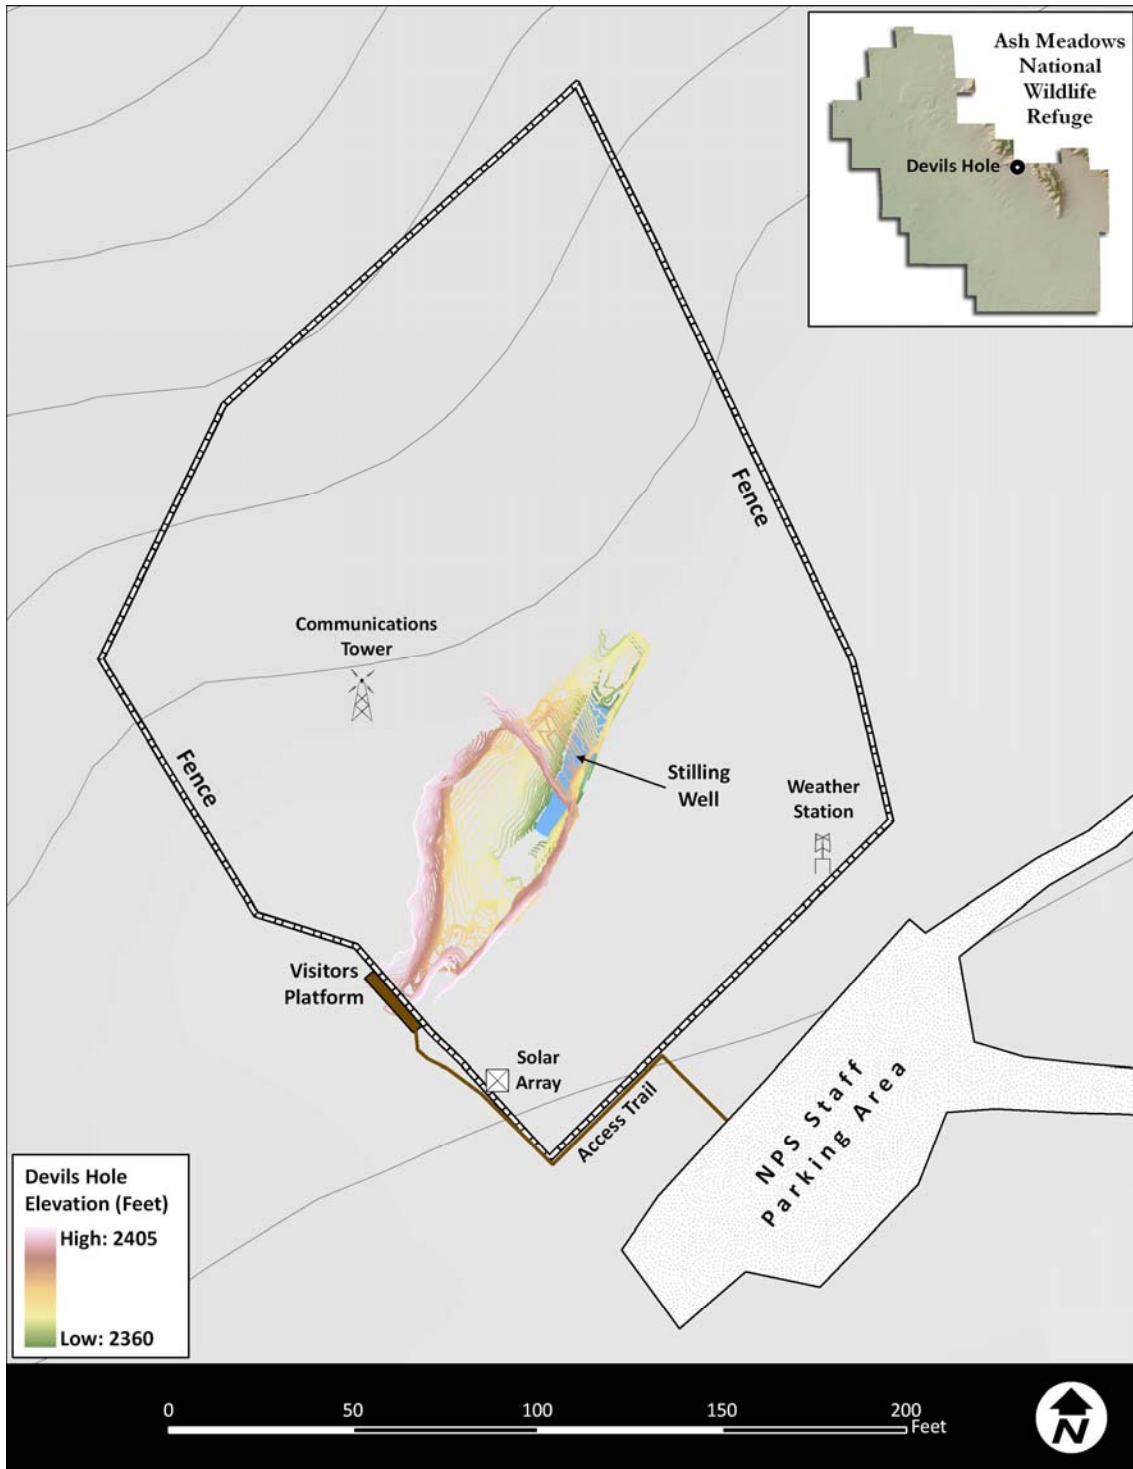 Ash Meadows
National
Wildlife
Refuge
Devils Hole
Fence
Communications
Tower
Fence
Stilling
Well
Weather
Station
Visitors
Platform
Solar
Array
Access Trail
NPS Staff
Parking Area
Devils Hole
Elevation (Feet)
High: 2405
Low: 2360
0 50 100 150 200
Feet
N